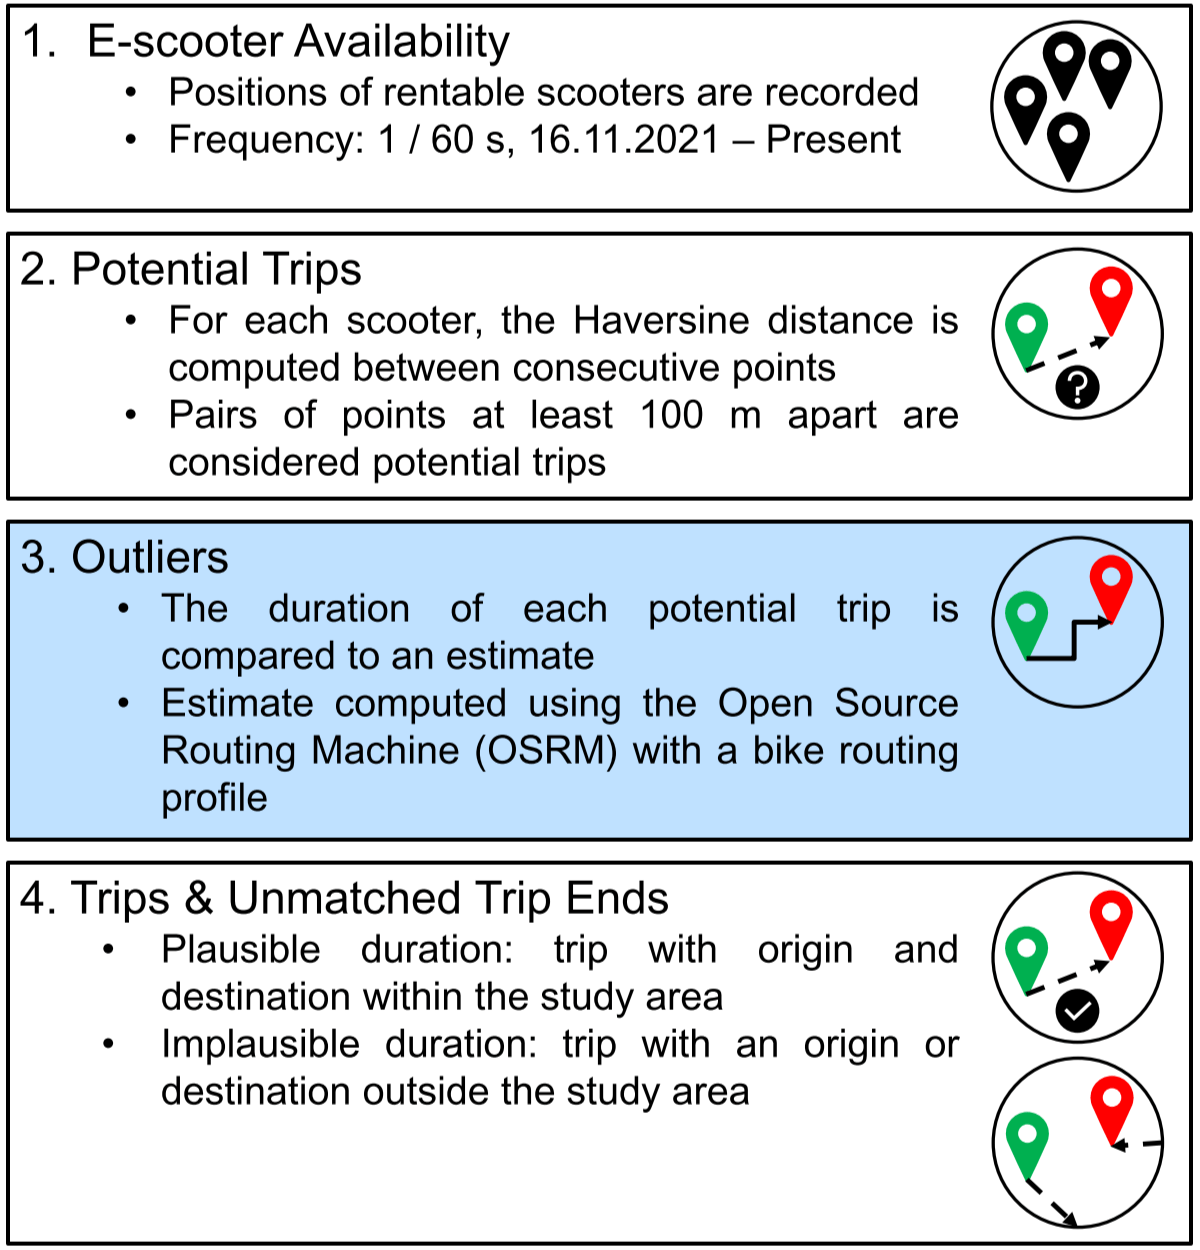 1. E-scooter Availability
• Positions of rentable scooters are recorded
• Frequency: 1 / 60 s, 16.11.2021 – Present
2. Potential Trips
• For each scooter, the Haversine distance is
computed between consecutive points
• Pairs of points at least 100 m apart are
considered potential trips
?
3. Outliers
• The duration of each potential trip is
compared to an estimate
• Estimate computed using the Open Source
Routing Machine (OSRM) with a bike routing
profile
4. Trips & Unmatched Trip Ends
• Plausible duration: trip with origin and
destination within the study area
• Implausible duration: trip with an origin or
destination outside the study area